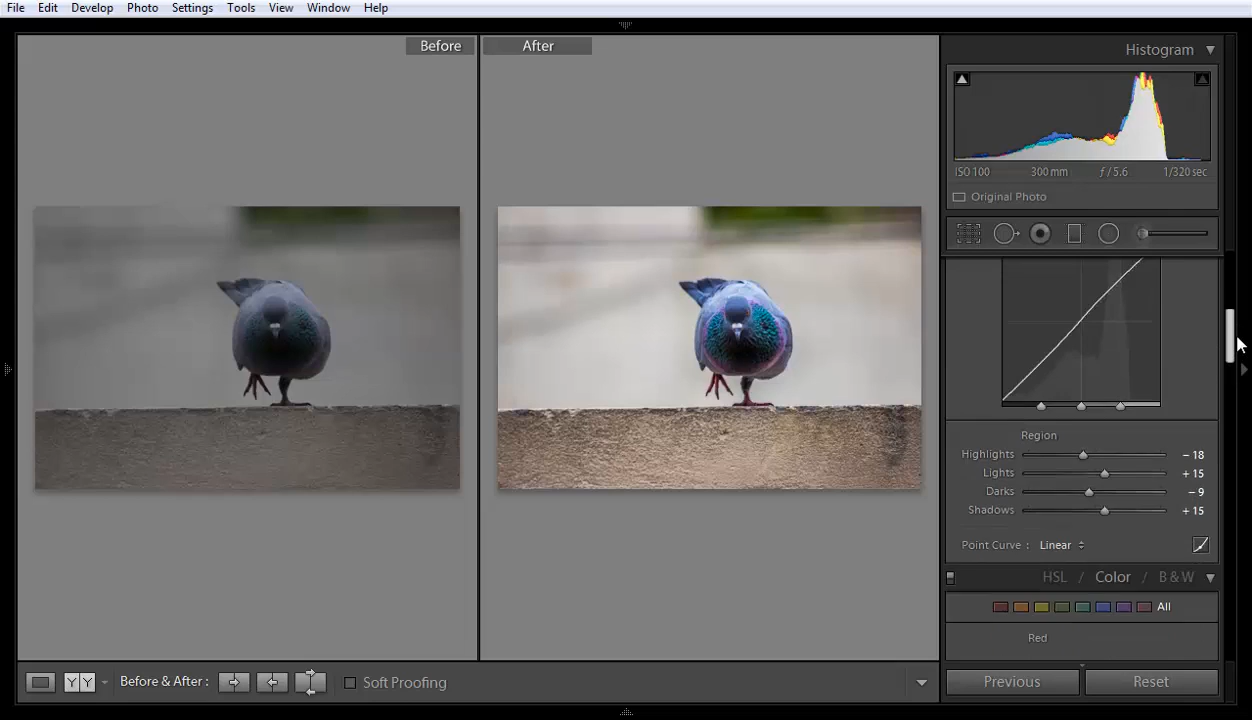 File Edit Develop Photo Settings Tools View Window Help
Before After
Histogram
ISO 100 300 mm ƒ / 5.6 1/320 sec
Original Photo
Region
Highlights – 18
Lights + 15
Darks – 9
Shadows + 15
Point Curve : Linear
HSL / Color / B & W
All
Red
YY Before & After : Soft Proofing
Previous Reset